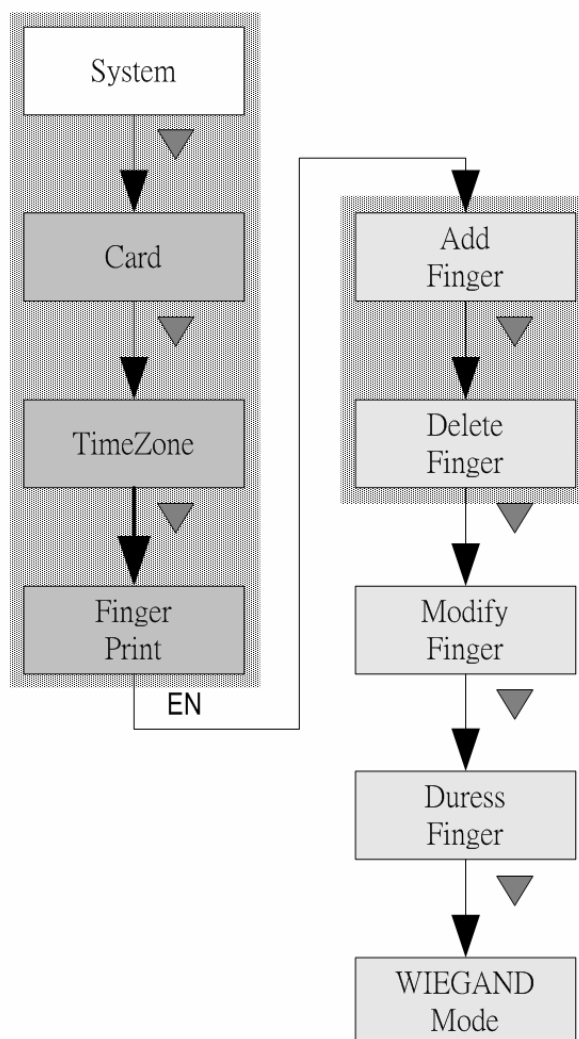 System
Card
TimeZone
Finger
Print
EN
Add
Finger
Delete
Finger
Modify
Finger
Duress
Finger
WIEGAND
Mode